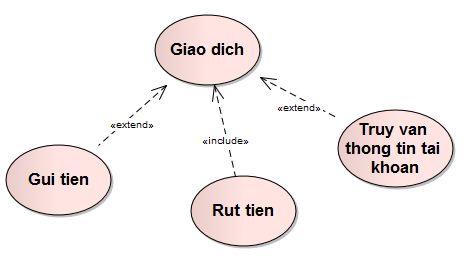 Giao dich
«extend»
«extend»
«include»
Gui tien
Rut tien
Truy van
thong tin tai
khoan